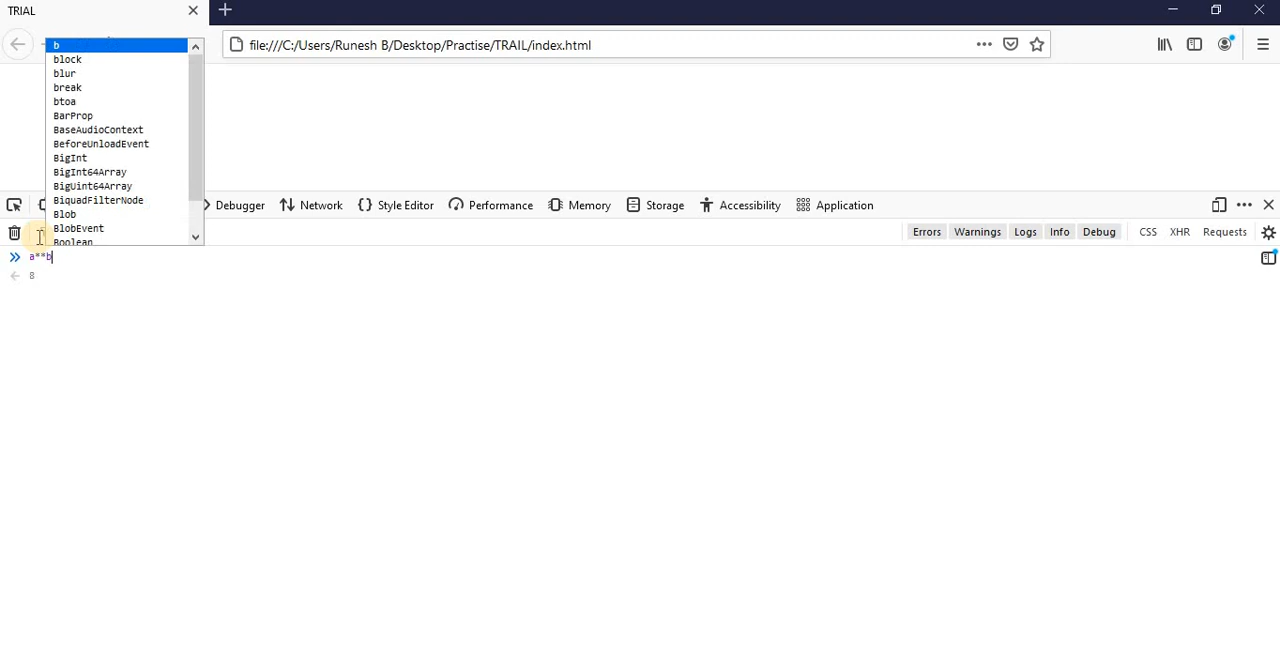 TRIAL
file:///C:/Users/Runesh B/Desktop/Practise/TRAIL/index.html
b
block
blur
break
btoa
BarProp
BaseAudioContext
BeforeUnloadEvent
BigInt
BigInt64Array
BigUint64Array
BiquadFilterNode
Blob
BlobEvent
Boolean
Debugger Network Style Editor Performance Memory Storage Accessibility Application
Errors Warnings Logs Info Debug CSS XHR Requests
a**b
8